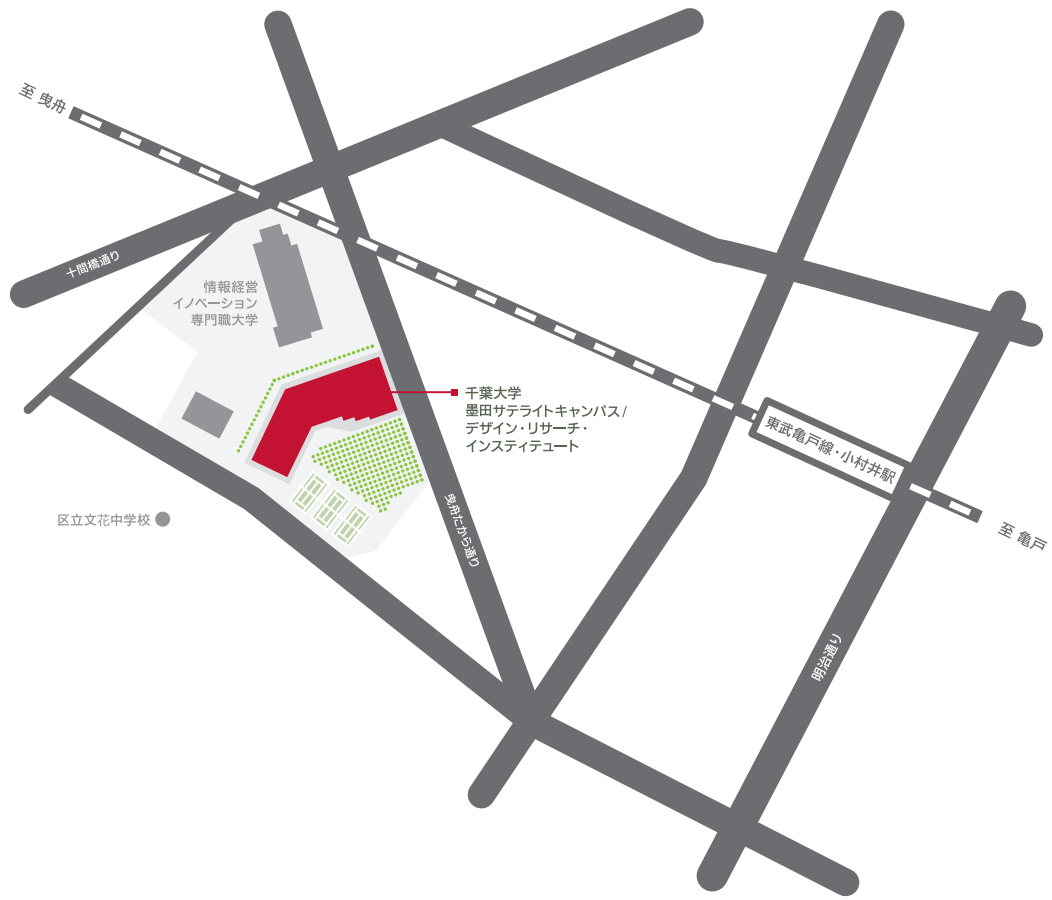 至 曳舟
十間橋通り
情報経営
イノベーション
専門職大学
千葉大学
墨田サテライトキャンパス/
デザイン・リサーチ・
インスティテュート
東武亀戸線・小村井駅
区立文花中学校
曳舟たから通り
至 亀戸
明治通り